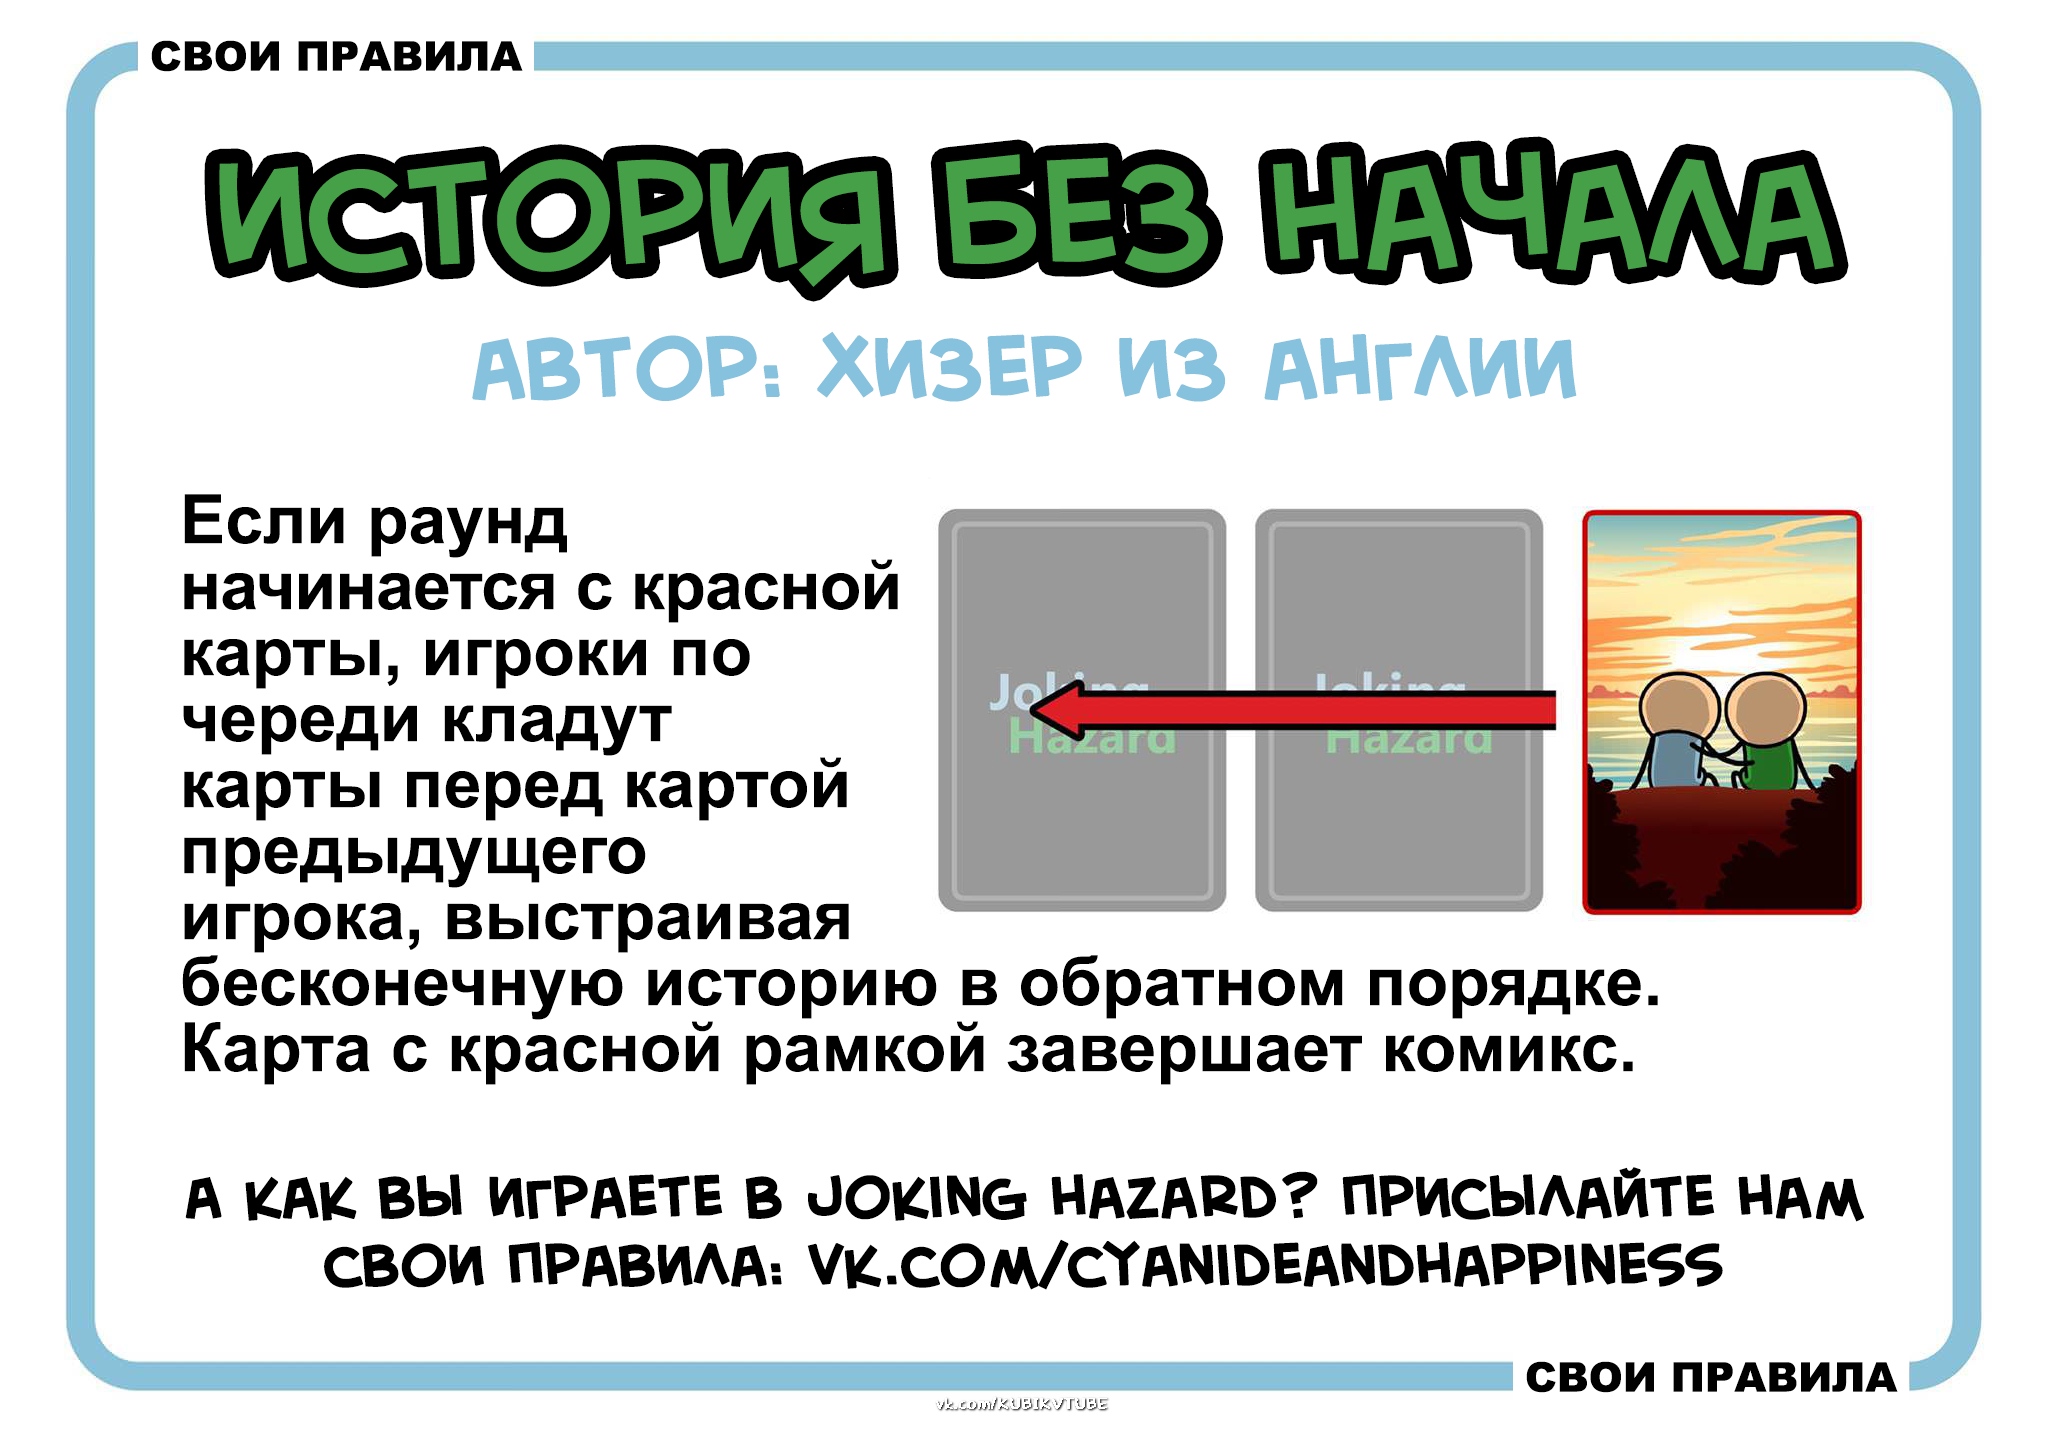 СВОИ ПРАВИЛА
ИСТОРИЯ БЕЗ НАЧАЛА
АВТОР: ХИЗЕР ИЗ АНГЛИИ
Если раунд
начинается с красной
карты, игроки по
череди кладут
карты перед картой
предыдущего
игрока, выстраивая
бесконечную историю в обратном порядке.
Карта с красной рамкой завершает комикс.
Joking
Hazard
Joking
Hazard
А КАК ВЫ ИГРАЕТЕ В JOKING HAZARD? ПРИСЫЛАЙТЕ НАМ
СВОИ ПРАВИЛА: VK.COM/CYANIDEANDHAPPINESS
СВОИ ПРАВИЛА
vk.com/KUBIKVTUBE